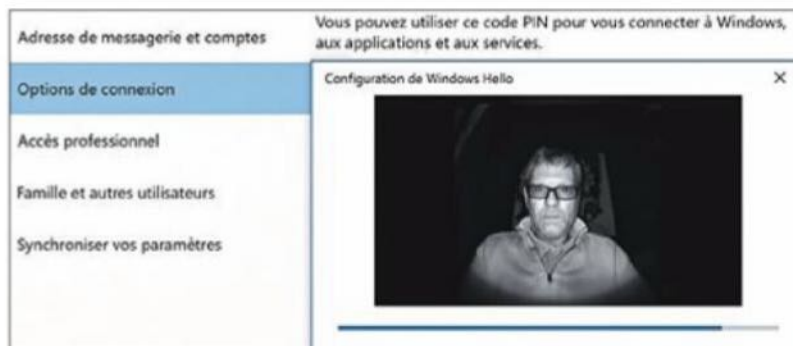 Adresse de messagerie et comptes
Options de connexion
Accès professionnel
Famille et autres utilisateurs
Synchroniser vos paramètres
Vous pouvez utiliser ce code PIN pour vous connecter à Windows,
aux applications et aux services.
Configuration de Windows Hello